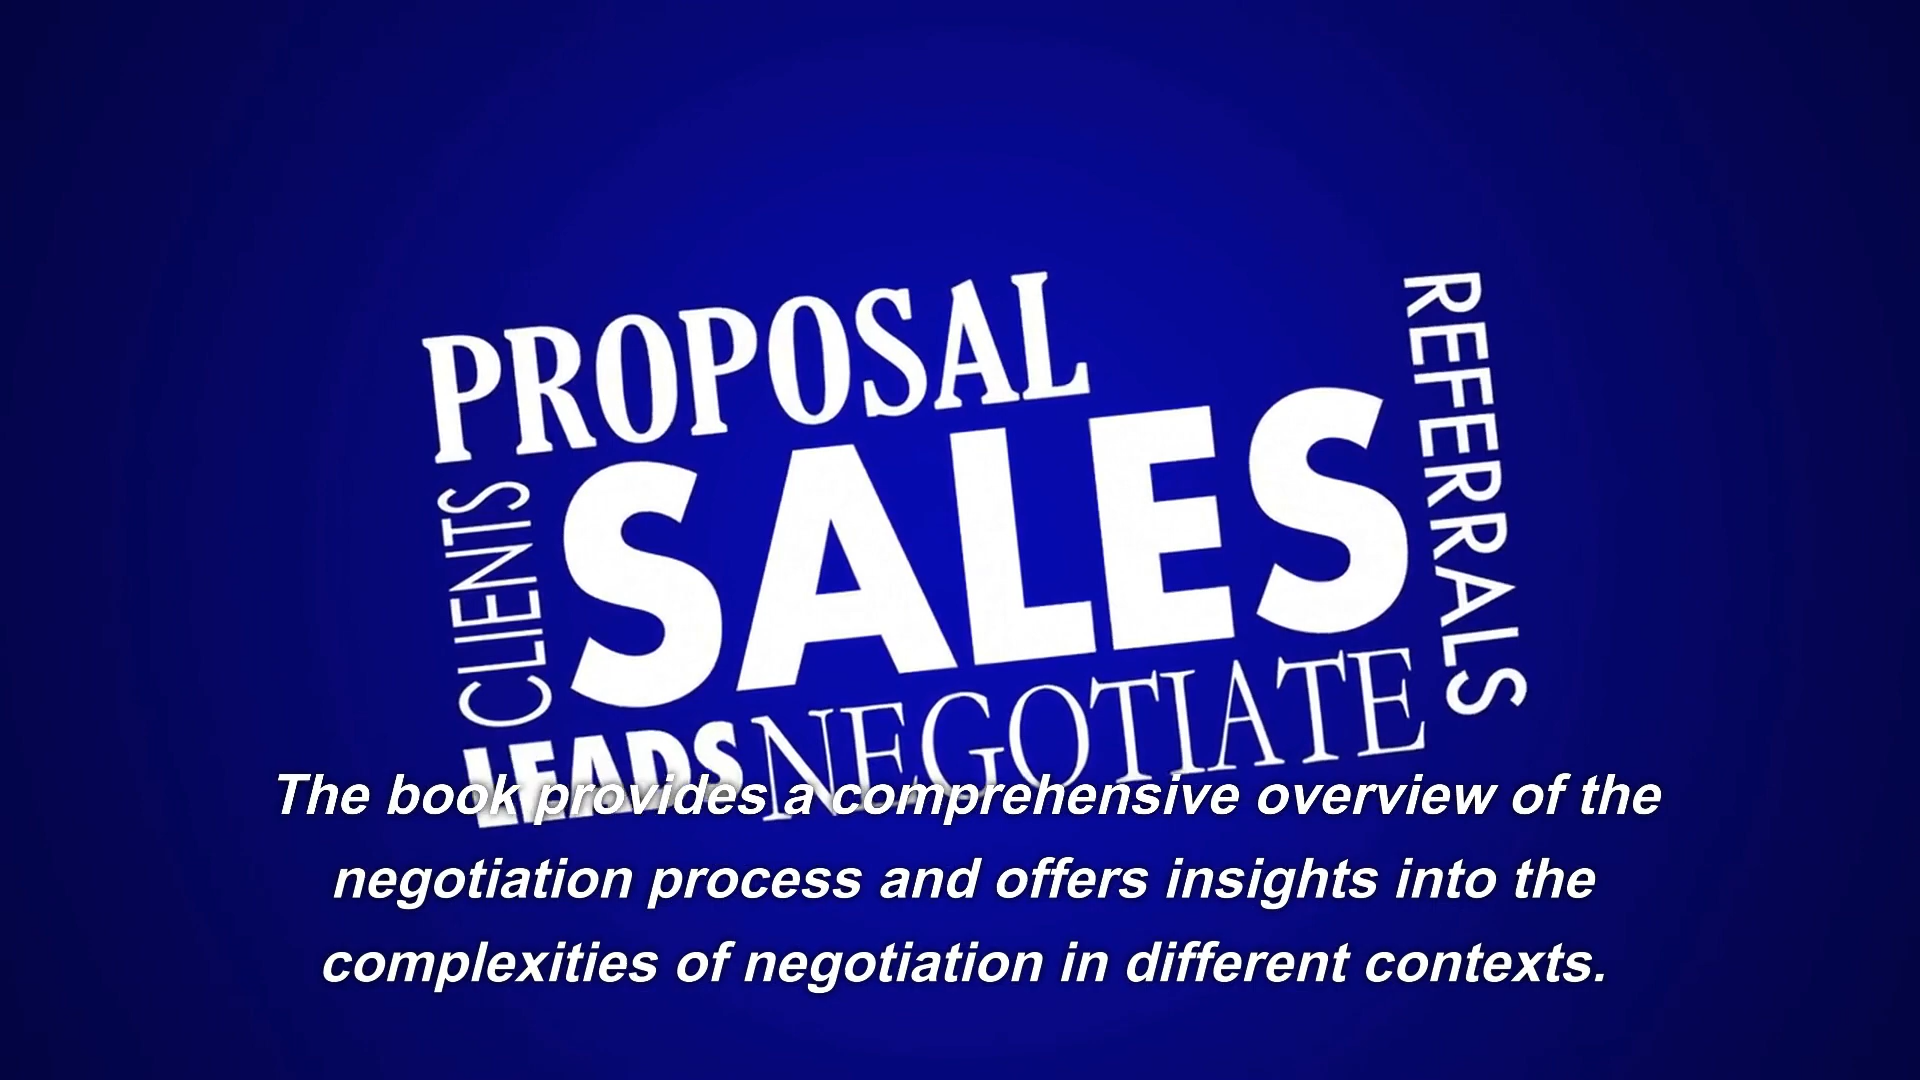 PROPOSAL
REFERRALS
CLIENTS
SALES
LEADS NEGOTIATE
The book provides a comprehensive overview of the
negotiation process and offers insights into the
complexities of negotiation in different contexts.